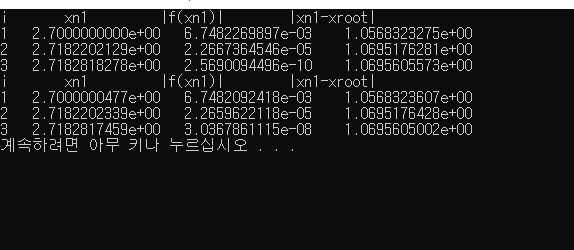 i      xn1         |f(xn1)|        |xn1-xroot|
1   2.7000000000e+00   6.7482269897e-03   1.0568323275e+00
2   2.7182202129e+00   2.2667364546e-05   1.0695176281e+00
3   2.7182818278e+00   2.5690094496e-10   1.0695605573e+00
i      xn1         |f(xn1)|        |xn1-xroot|
1   2.7000000477e+00   6.7482092418e-03   1.0568323607e+00
2   2.7182202339e+00   2.2659622118e-05   1.0695176428e+00
3   2.7182817459e+00   3.0367861115e-08   1.0695605002e+00
계속하려면 아무 키나 누르십시오 . . .